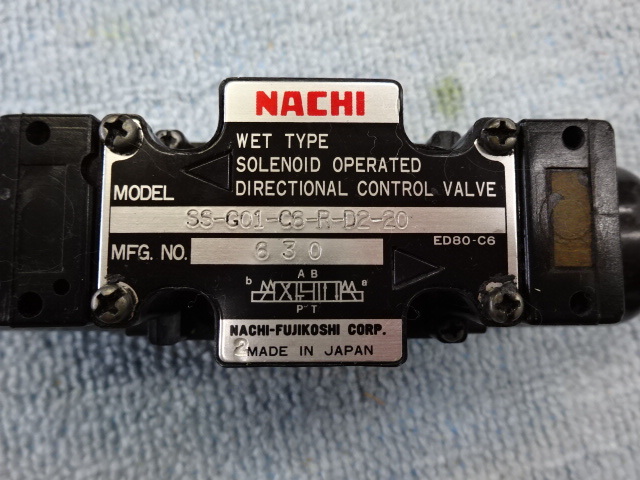 NACHI
WET TYPE
SOLENOID OPERATED
DIRECTIONAL CONTROL VALVE
MODEL
SS-G01-C6-R-D2-20
MFG. NO. 630
ED80-C6
A B
b a
P T
NACHI-FUJIKOSHI CORP.
2 MADE IN JAPAN